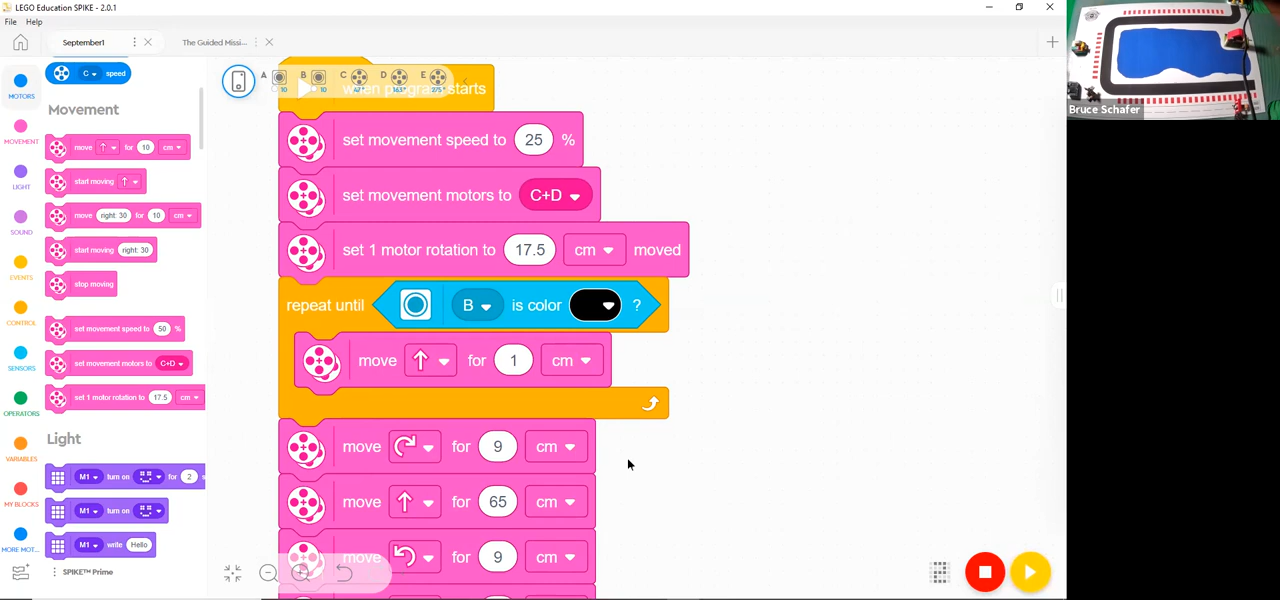 LEGO Education SPIKE - 2.0.1
File Help
September1
The Guided Missi...
MOTORS
MOVEMENT
LIGHT
SOUND
EVENTS
CONTROL
SENSORS
OPERATORS
VARIABLES
MY BLOCKS
MORE MOT...
C speed
Movement
move for 10 cm
start moving
move right: 30 for 10 cm
start moving right: 30
stop moving
set movement speed to 50 %
set movement motors to C+D
set 1 motor rotation to 17.5 cm
Light
M1 turn on for 2 s
M1 turn on
M1 write Hello
SPIKE™ Prime
A B C D E
10 10
when program starts
set movement speed to 25 %
set movement motors to C+D
set 1 motor rotation to 17.5 cm moved
repeat until B is color ?
move for 1 cm
move for 9 cm
move for 65 cm
move for 9 cm
Bruce Schafer